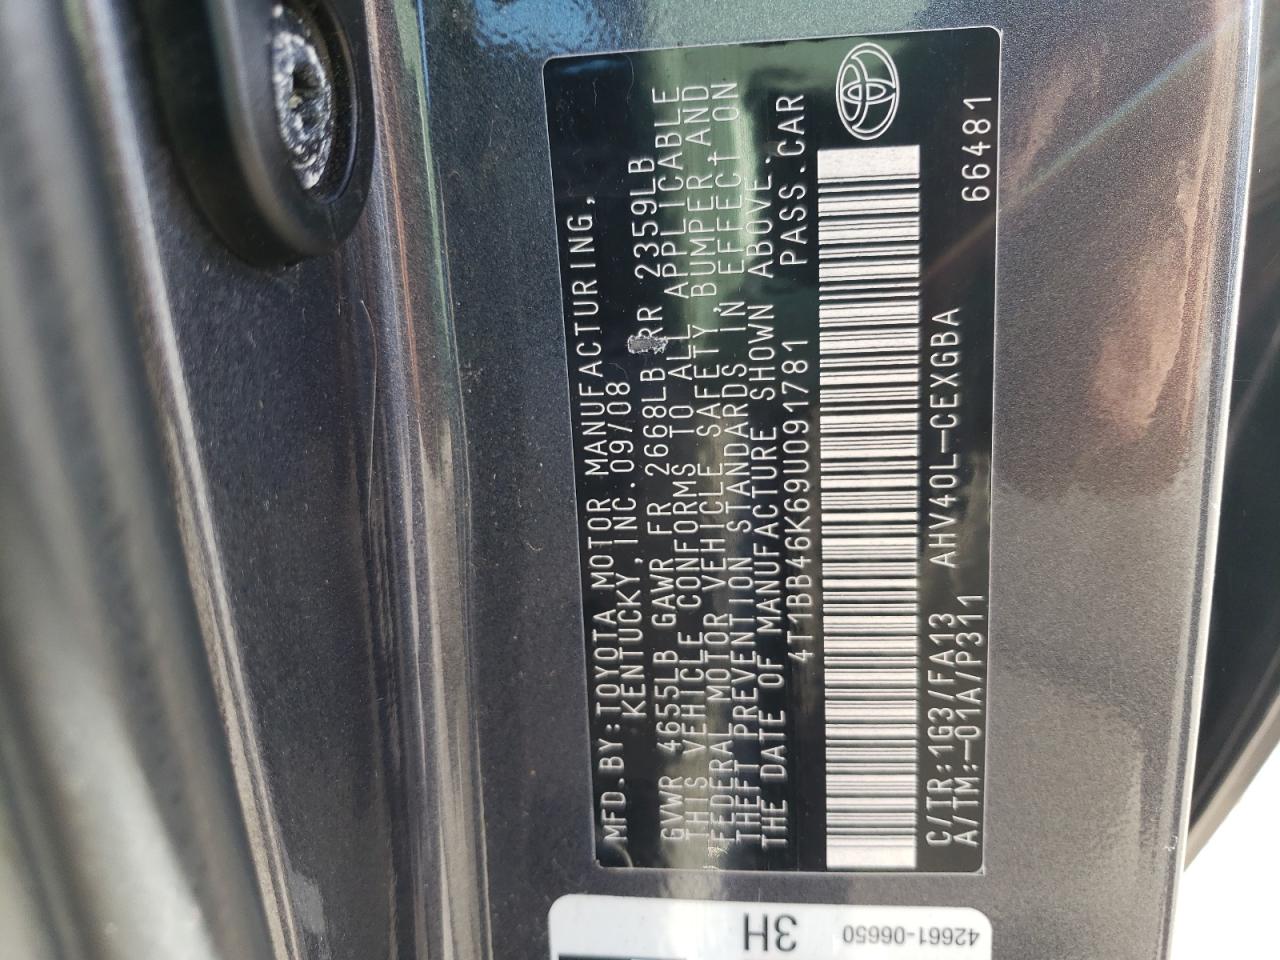 MFD.BY:TOYOTA MOTOR MANUFACTURING,
KENTUCKY, INC.09/08
GVWR 4655LB GAWR FR 2668LB RR 2359LB
THIS VEHICLE CONFORMS TO ALL APPLICABLE
FEDERAL MOTOR VEHICLE SAFETY, BUMPER,AND
THEFT PREVENTION STANDARDS IN EFFECT ON
THE DATE OF MANUFACTURE SHOWN ABOVE.
4T1BB46K69U091781 PASS.CAR
C/TR:1G3/FA13 AHV40L-CEXGBA
A/TM:-01A/P311 66481
3H
42661-06650